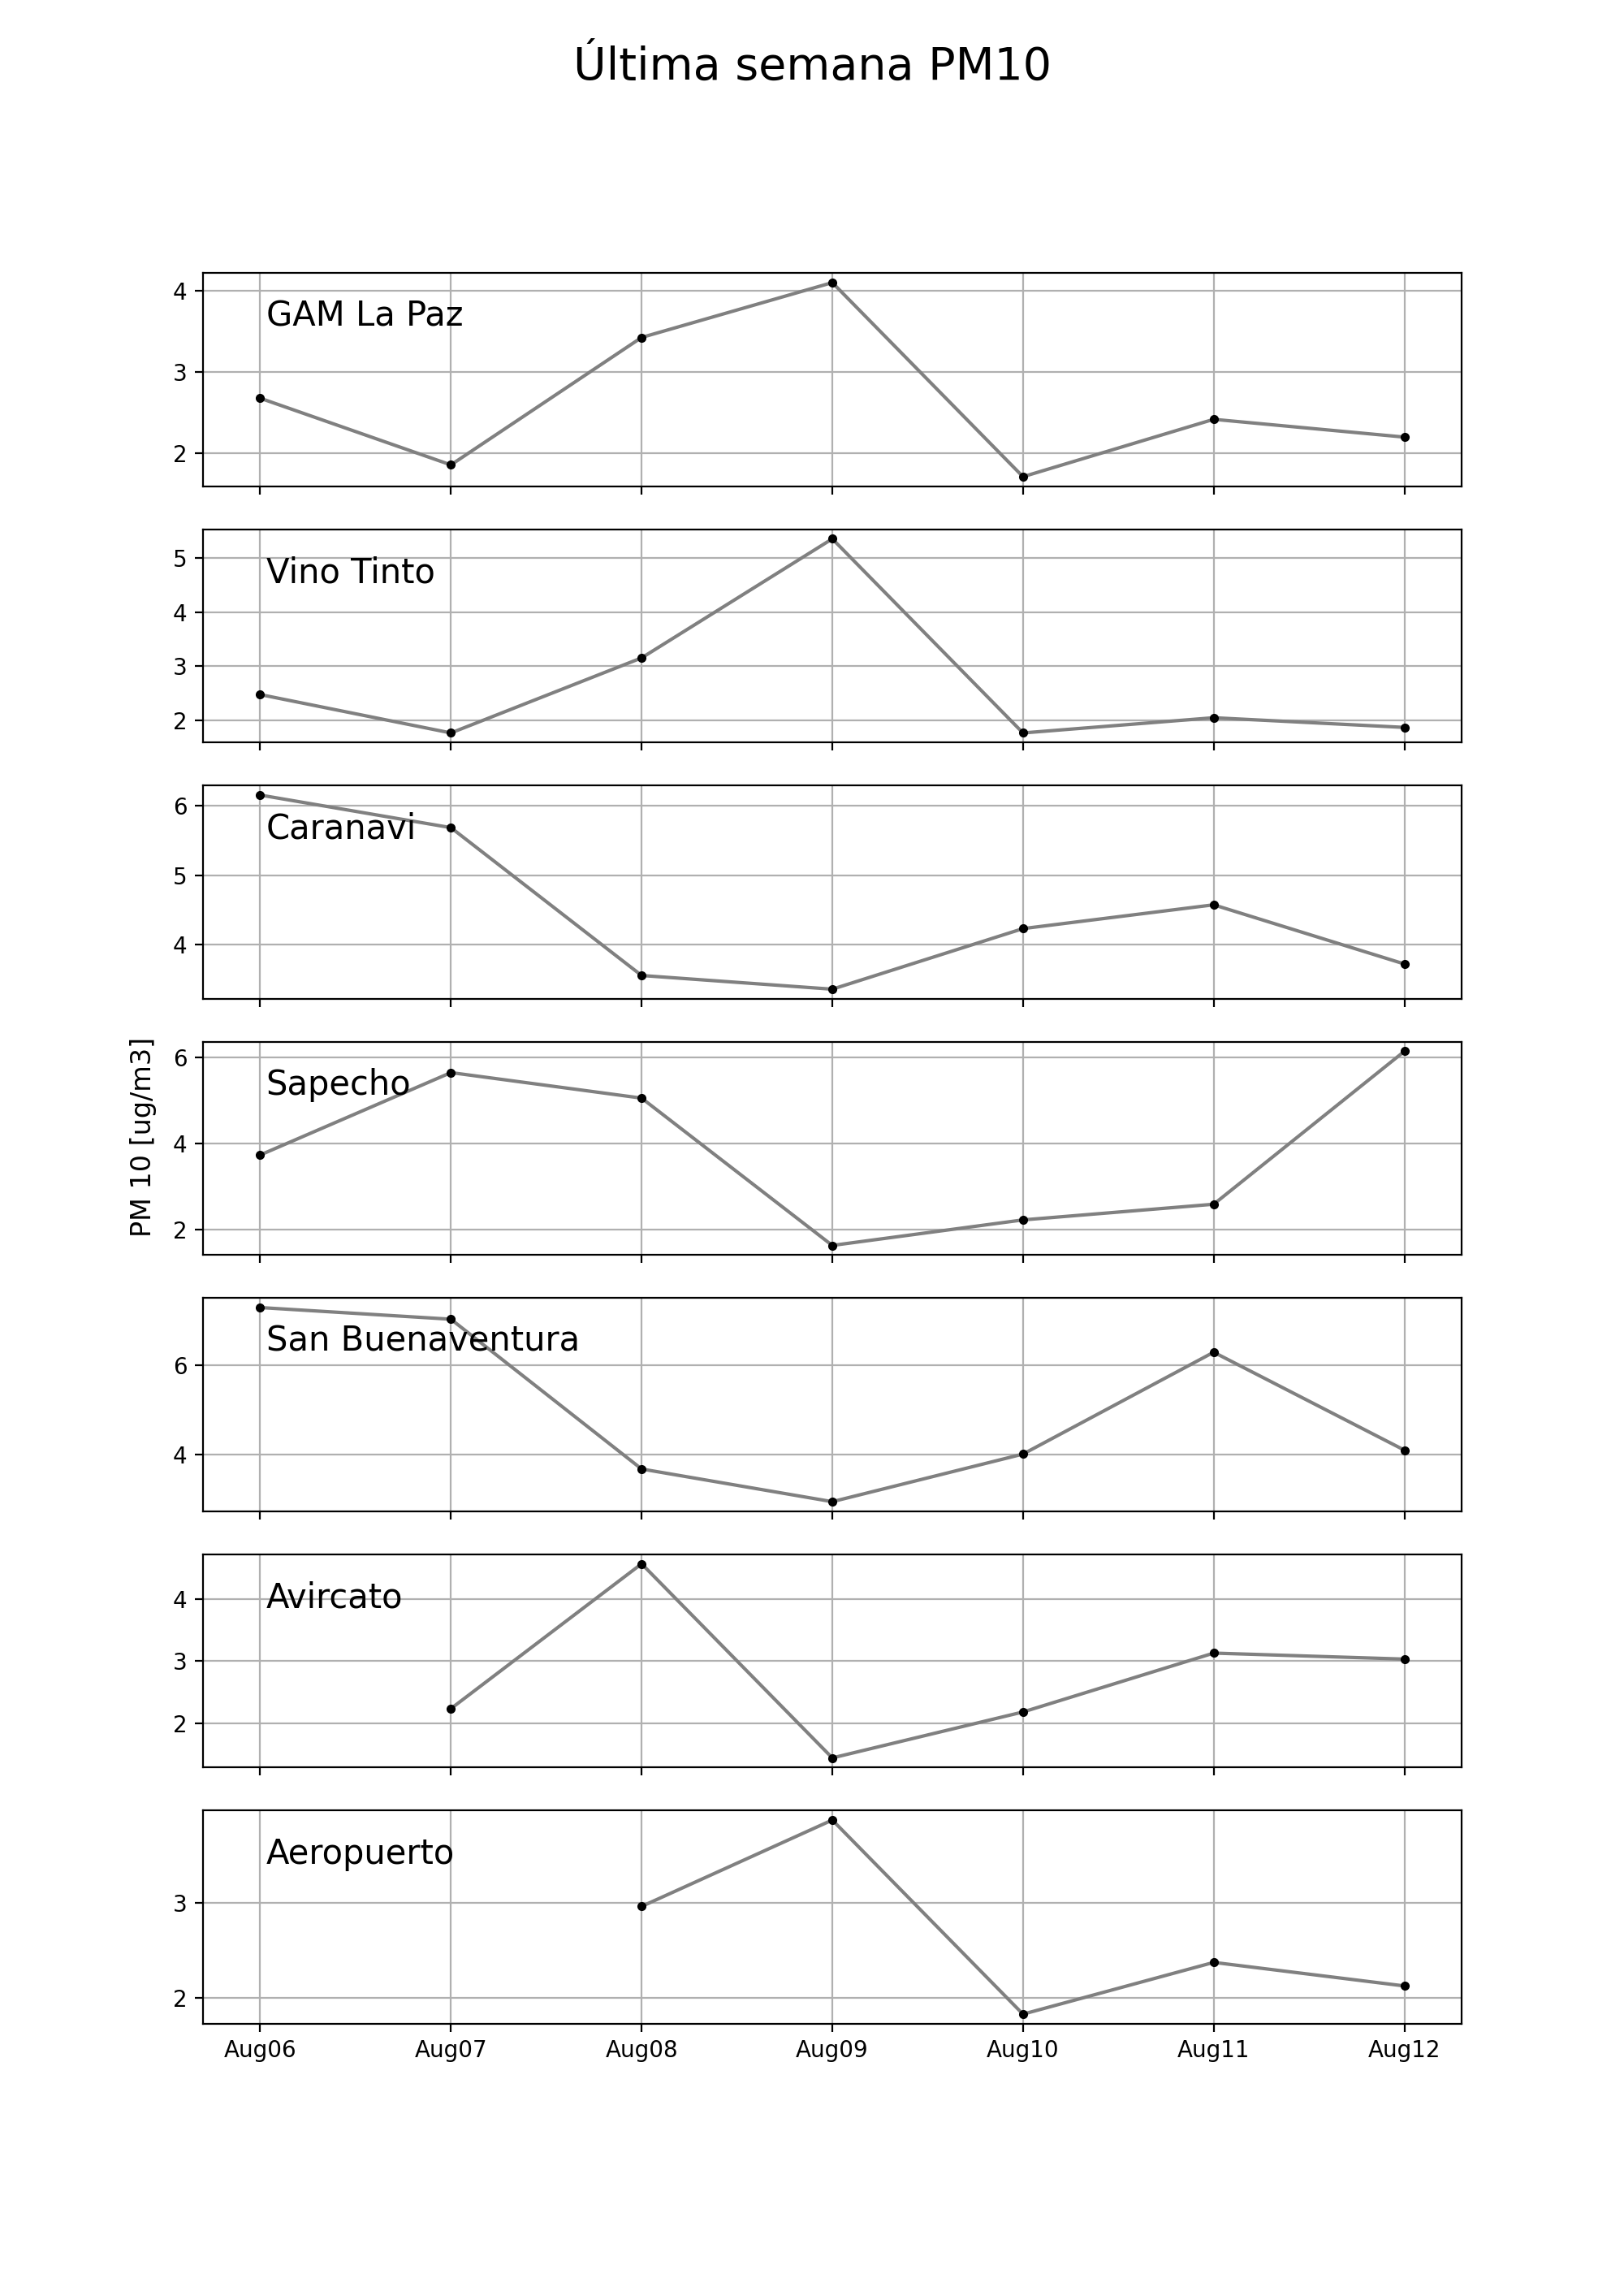 Última semana PM10
GAM La Paz
4
3
2
Vino Tinto
5
4
3
2
Caranavi
6
5
4
PM 10 [ug/m3]
Sapecho
6
4
2
San Buenaventura
6
4
Avircato
4
3
2
Aeropuerto
3
2
Aug06 Aug07 Aug08 Aug09 Aug10 Aug11 Aug12